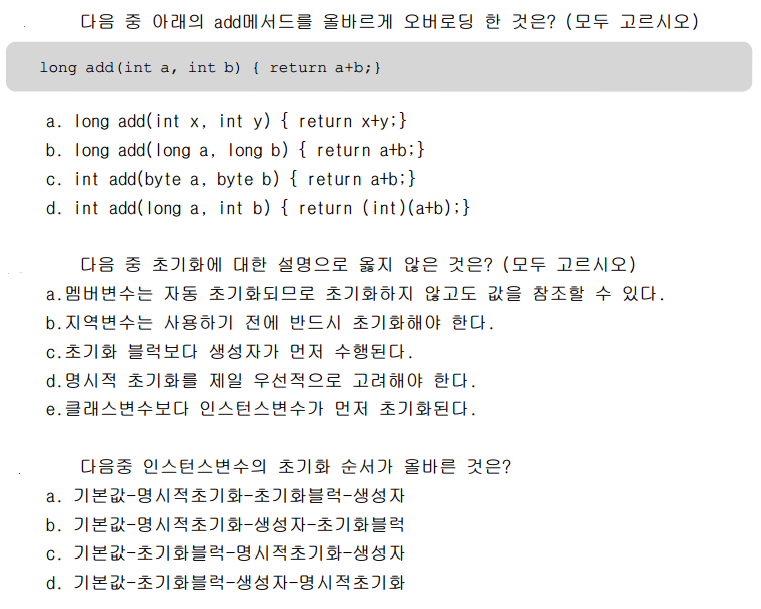 다음 중 아래의 add메서드를 올바르게 오버로딩 한 것은? (모두 고르시오)
long add(int a, int b) { return a+b;}
a. long add(int x, int y) { return x+y;}
b. long add(long a, long b) { return a+b;}
c. int add(byte a, byte b) { return a+b;}
d. int add(long a, int b) { return (int)(a+b);}
다음 중 초기화에 대한 설명으로 옳지 않은 것은? (모두 고르시오)
a.멤버변수는 자동 초기화되므로 초기화하지 않고도 값을 참조할 수 있다.
b.지역변수는 사용하기 전에 반드시 초기화해야 한다.
c.초기화 블럭보다 생성자가 먼저 수행된다.
d.명시적 초기화를 제일 우선적으로 고려해야 한다.
e.클래스변수보다 인스턴스변수가 먼저 초기화된다.
다음중 인스턴스변수의 초기화 순서가 올바른 것은?
a. 기본값-명시적초기화-초기화블럭-생성자
b. 기본값-명시적초기화-생성자-초기화블럭
c. 기본값-초기화블럭-명시적초기화-생성자
d. 기본값-초기화블럭-생성자-명시적초기화